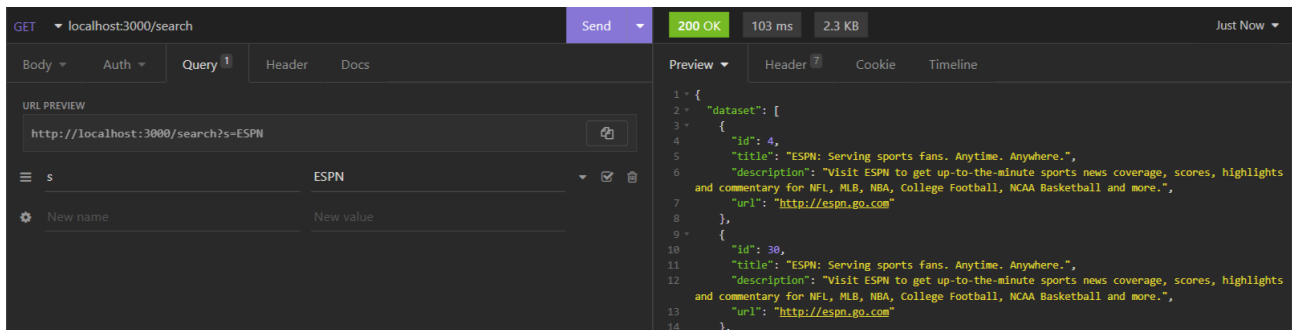 GET localhost:3000/search Send
Body Auth Query 1 Header Docs
URL PREVIEW
http://localhost:3000/search?s=ESPN
s ESPN
New name New value
200 OK 103 ms 2.3 KB Just Now
Preview Header 7 Cookie Timeline
1 {
2 "dataset": [
3 {
4 "id": 4,
5 "title": "ESPN: Serving sports fans. Anytime. Anywhere.",
6 "description": "Visit ESPN to get up-to-the-minute sports news coverage, scores, highlights
and commentary for NFL, MLB, NBA, College Football, NCAA Basketball and more.",
7 "url": "http://espn.go.com"
8 },
9 {
10 "id": 30,
11 "title": "ESPN: Serving sports fans. Anytime. Anywhere.",
12 "description": "Visit ESPN to get up-to-the-minute sports news coverage, scores, highlights
and commentary for NFL, MLB, NBA, College Football, NCAA Basketball and more.",
13 "url": "http://espn.go.com"
14 },